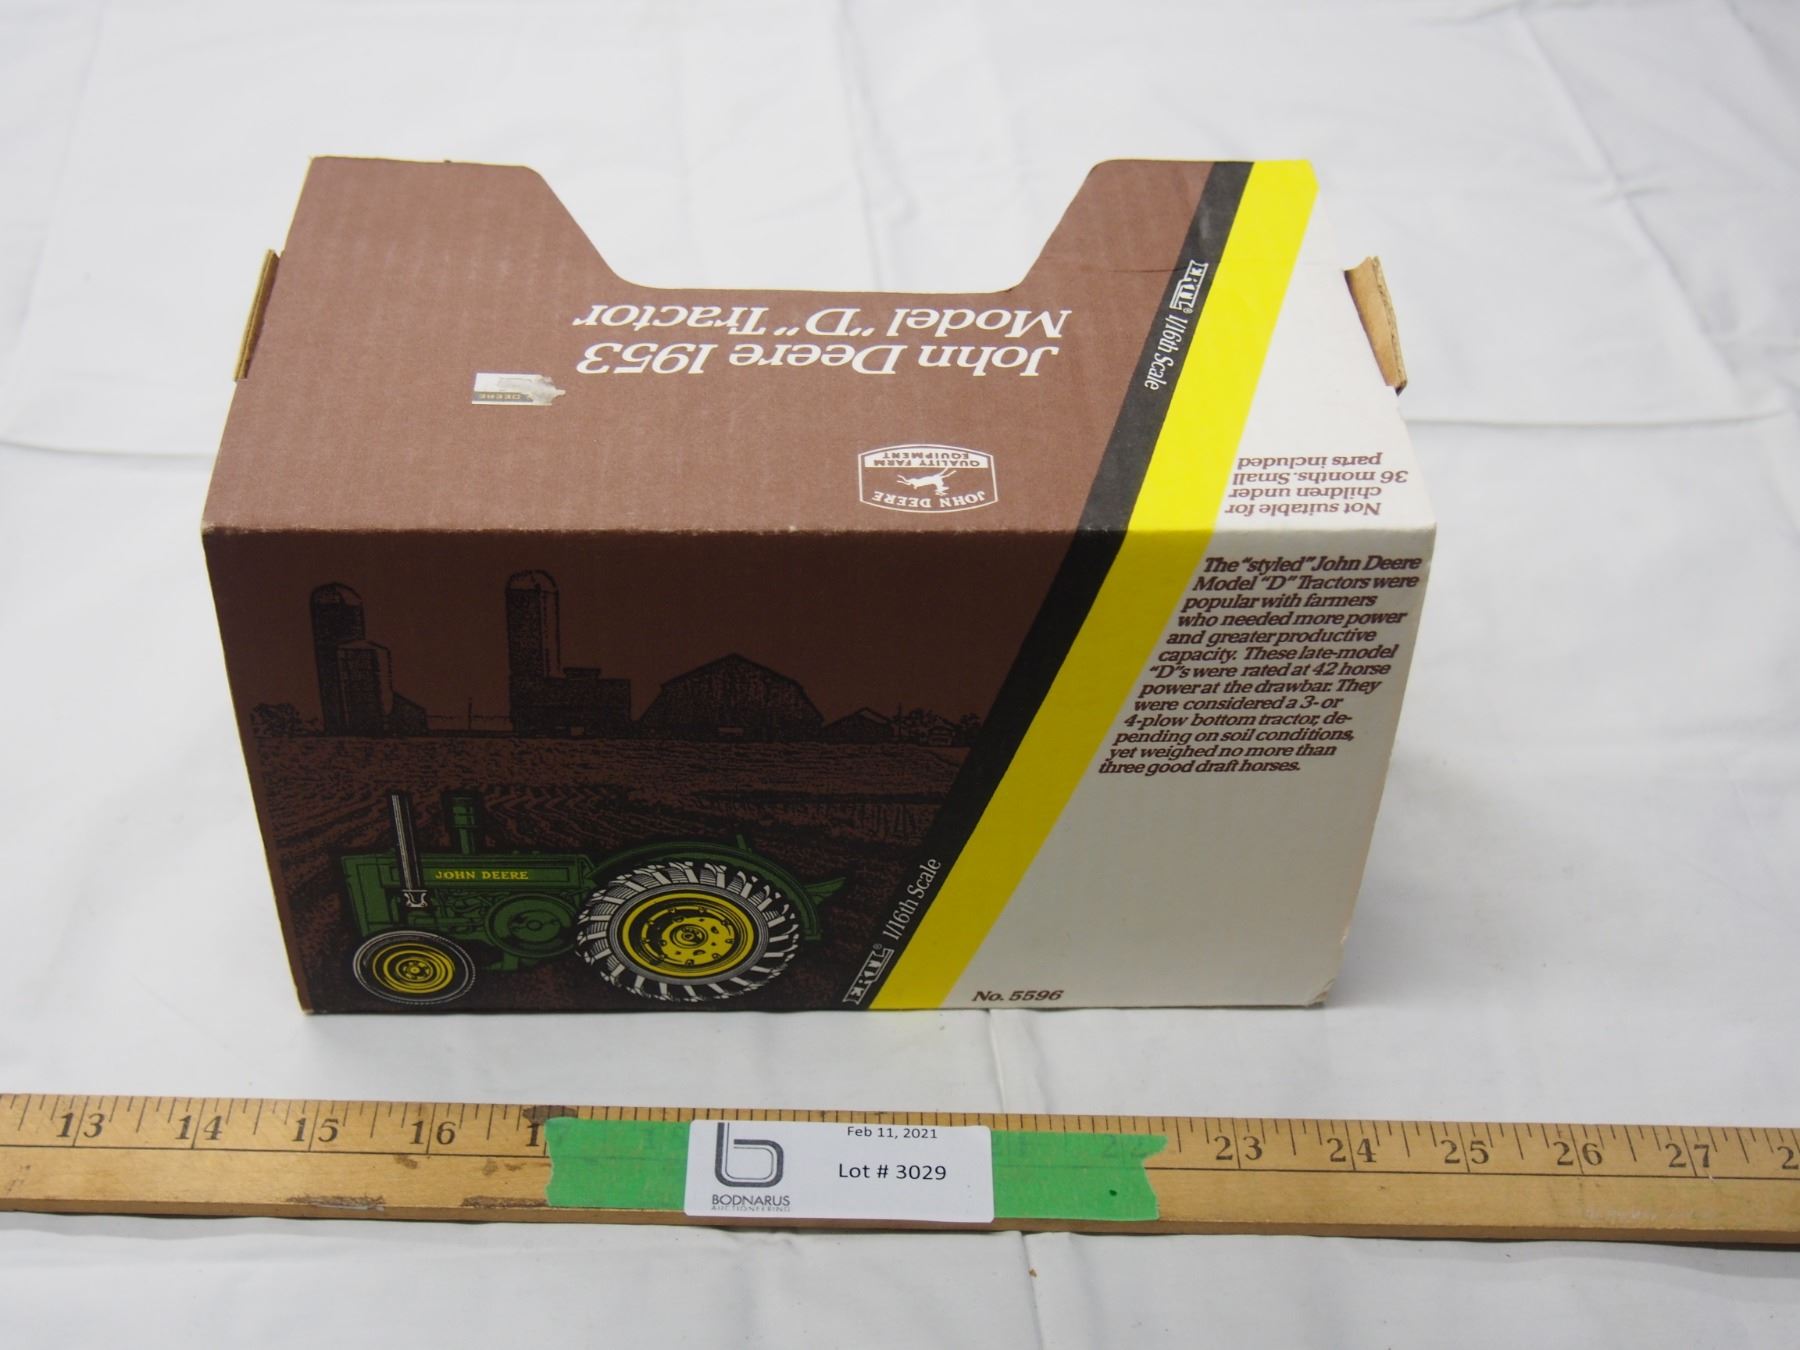 John Deere 1953
Model "D" Tractor
DEERE
JOHN DEERE
QUALITY FARM
EQUIPMENT
ERTL® 1/16th Scale
Not suitable for
children under
36 months. Small
parts included
The "styled" John Deere
Model "D" Tractors were
popular with farmers
who needed more power
and greater productive
capacity. These late-model
"D"s were rated at 42 horse
power at the drawbar. They
were considered a 3- or
4-plow bottom tractor, de-
pending on soil conditions,
yet weighed no more than
three good draft horses.
JOHN DEERE
ERTL® 1/16th Scale
No. 5596
13 14 15 16 1 22 23 24 25 26 27 2
Feb 11, 2021
Lot # 3029
b
BODNARUS
AUCTIONEERING